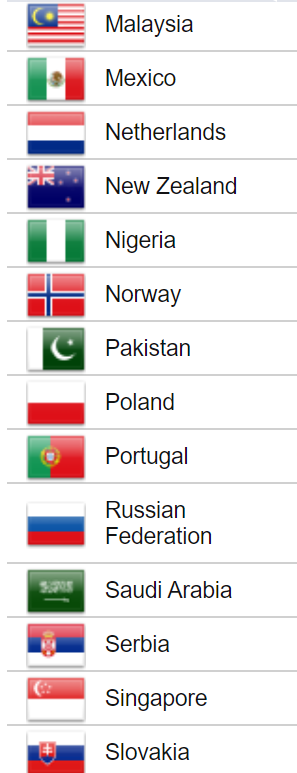 Malaysia
Mexico
Netherlands
New Zealand
Nigeria
Norway
Pakistan
Poland
Portugal
Russian
Federation
Saudi Arabia
Serbia
Singapore
Slovakia